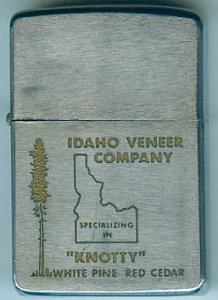 IDAHO VENEER
COMPANY
SPECIALIZING
IN
"KNOTTY"
WHITE PINE RED CEDAR